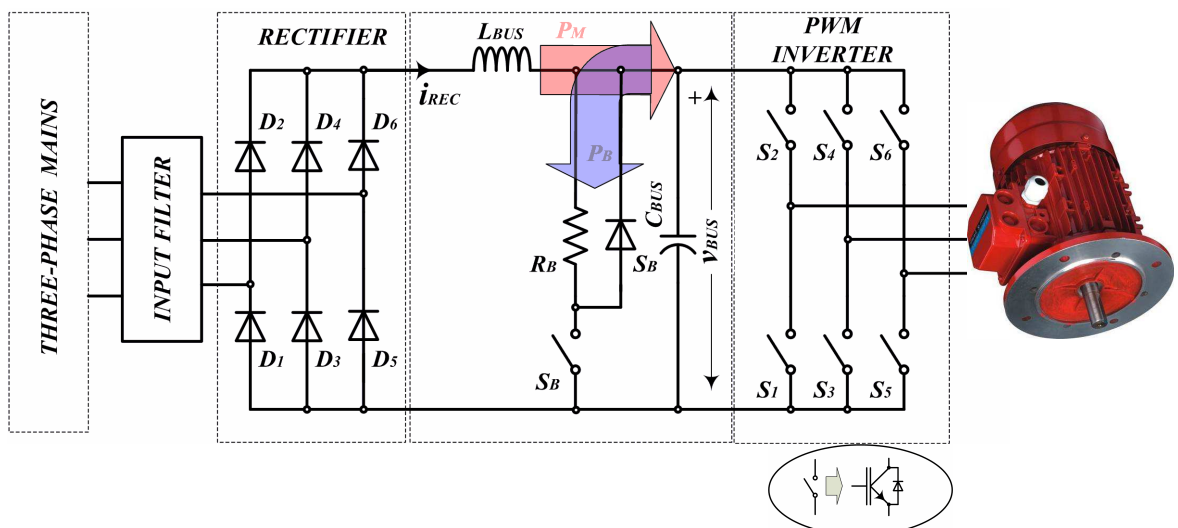 THREE-PHASE MAINS
INPUT FILTER
RECTIFIER
D2 D4 D6
D1 D3 D5
iREC
LBUS
PM
PB
RB
SB
SB
CBUS
+
vBUS
PWM
INVERTER
S2 S4 S6
S1 S3 S5